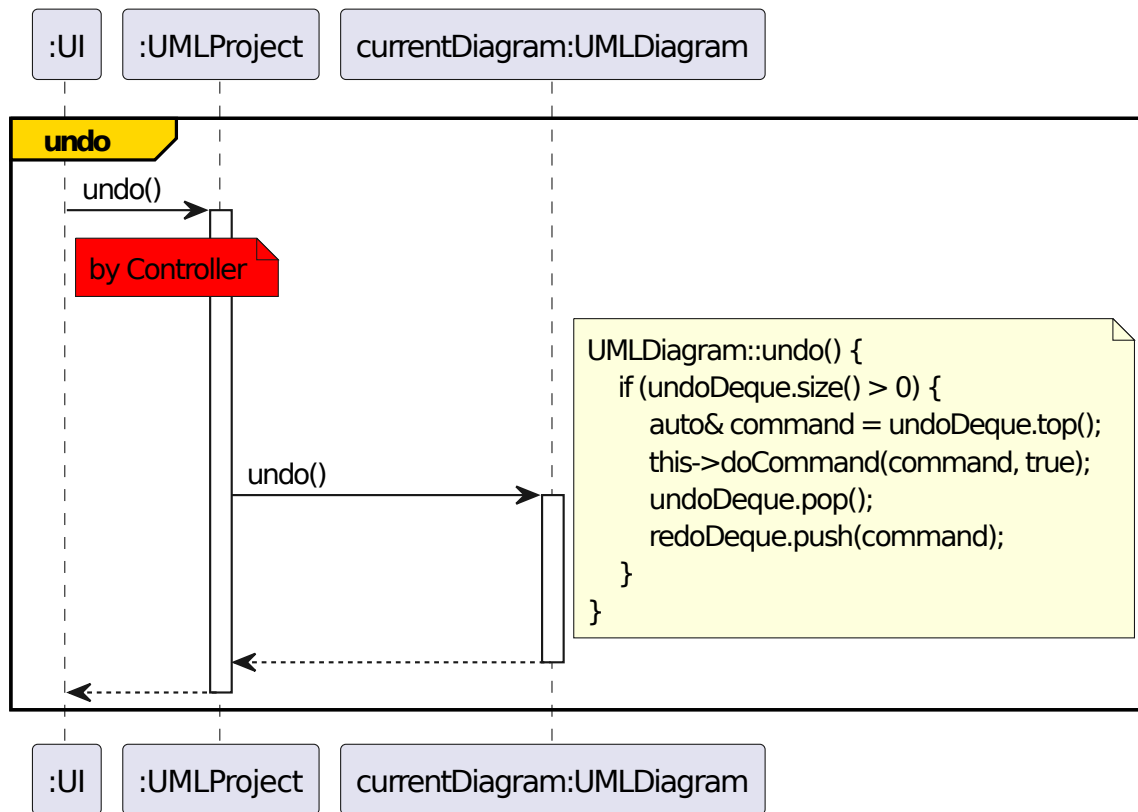 :UI
:UMLProject
currentDiagram:UMLDiagram
undo
undo()
by Controller
UMLDiagram::undo() {
if (undoDeque.size() > 0) {
auto& command = undoDeque.top();
this->doCommand(command, true);
undoDeque.pop();
redoDeque.push(command);
}
}
undo()
:UI
:UMLProject
currentDiagram:UMLDiagram